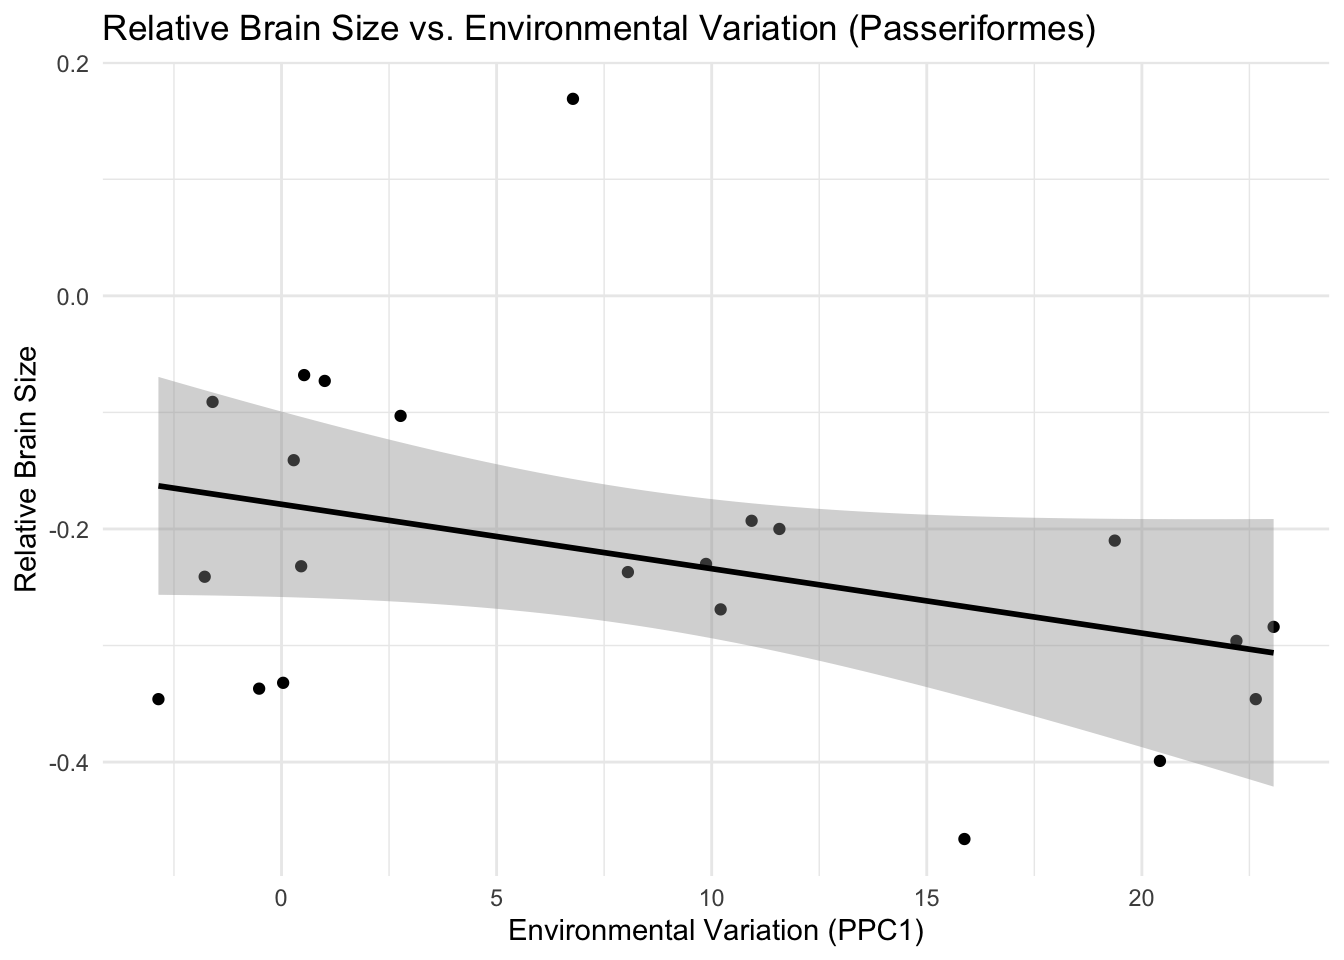 Relative Brain Size vs. Environmental Variation (Passeriformes)
0.2
0.0
-0.2
-0.4
Relative Brain Size
0 5 10 15 20
Environmental Variation (PPC1)